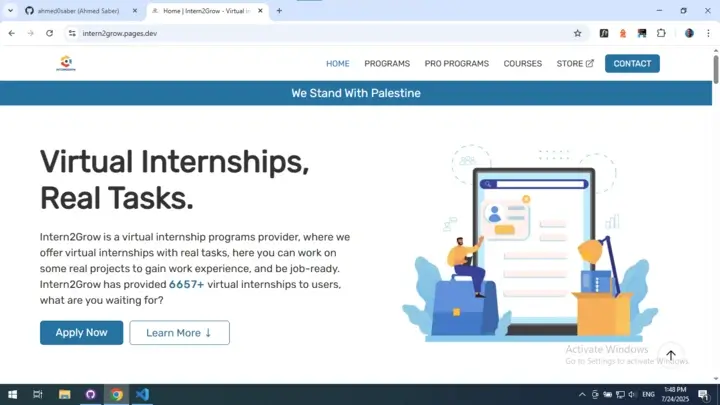 ahmed0saber (Ahmed Saber)
Home | Intern2Grow - Virtual in
intern2grow.pages.dev
HOME
PROGRAMS
PRO PROGRAMS
COURSES
STORE
CONTACT
We Stand With Palestine
Virtual Internships,
Real Tasks.
Intern2Grow is a virtual internship programs provider, where we
offer virtual internships with real tasks, here you can work on
some real projects to gain work experience, and be job-ready.
Intern2Grow has provided 6657+ virtual internships to users,
what are you waiting for?
Apply Now
Learn More ↓
Activate Windows
Go to Settings to activate Windows.
ENG
1:48 PM
7/24/2025